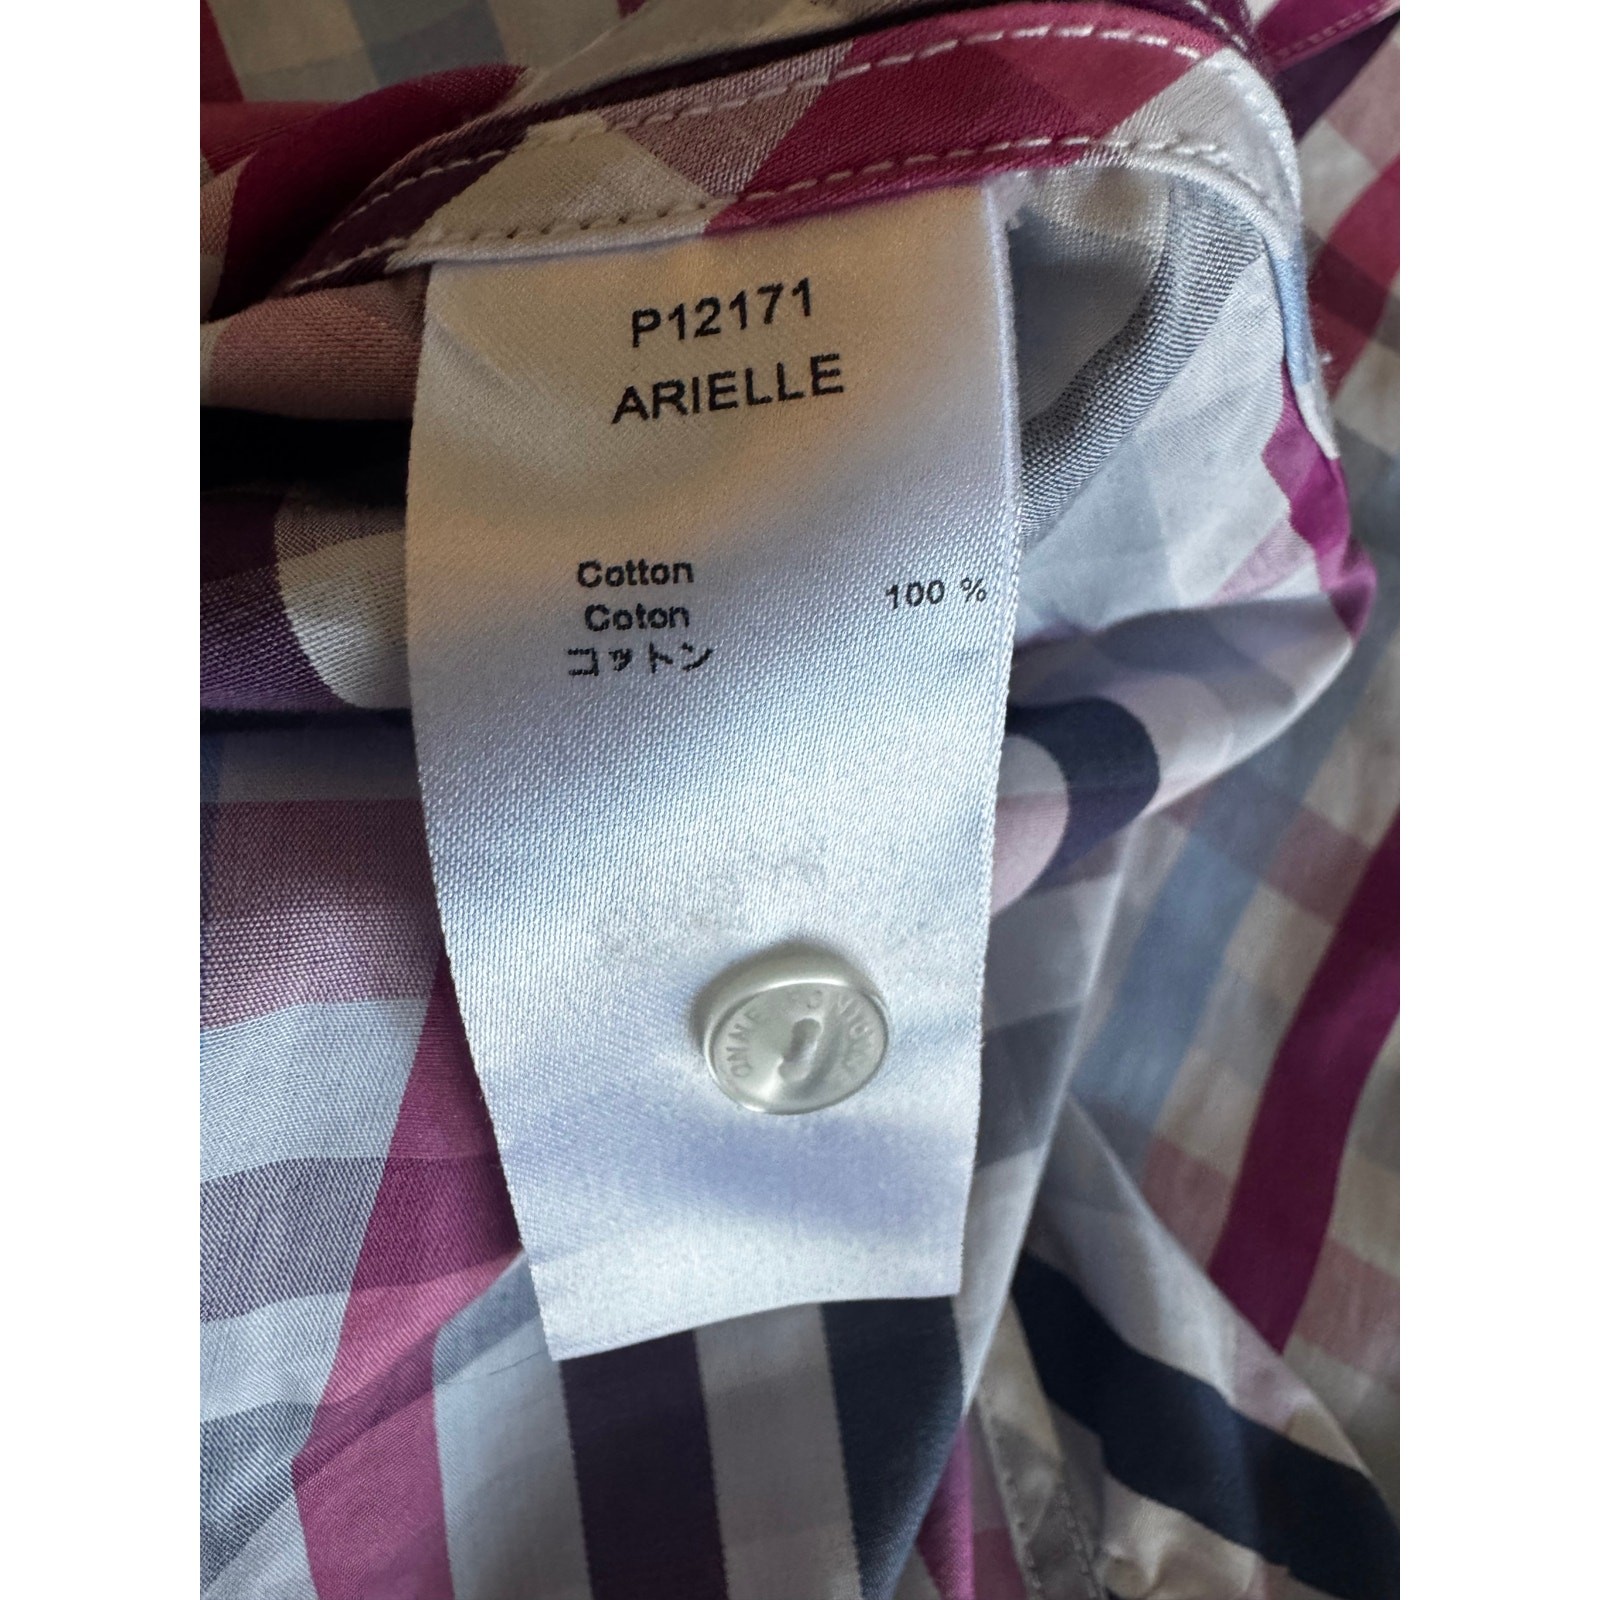 P12171
ARIELLE
Cotton
Coton
コットン
100 %